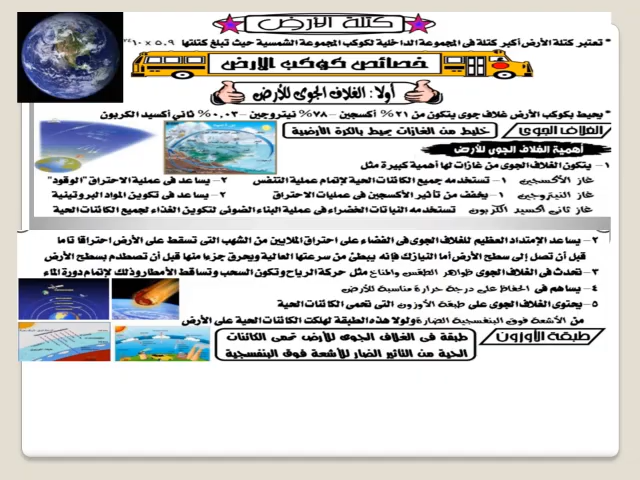 كتلة الأرض
* تعتبر كتلة الأرض أكبر كتلة فى المجموعة الداخلية لكوكب المجموعة الشمسية حيث تبلغ كتلتها ٥.٩ × ١٠٢٤
خصائص كوكب الأرض
أولا : الغلاف الجوى للأرض
* يحيط بكوكب الأرض غلاف جوى يتكون من ٢١% أكسجين – ٧٨% نيتروجين – ٠.٠٣% ثانى أكسيد الكربون
الغلاف الجوى خليط من الغازات يحيط بالكرة الأرضية
أهمية الغلاف الجوى للأرض
١– يتكون الغلاف الجوى من غازات لها أهمية كبيرة مثل
غاز الأكسجين ١– تستخدمه جميع الكائنات الحية لإتمام عملية التنفس ٢– يساعد فى عملية الاحتراق "الوقود"
غاز النيتروجين ١– يخفف من تأثير الأكسجين فى عمليات الاحتراق ٢– يساعد فى تكوين المواد البروتينية
غاز ثانى أكسيد الكربون تستخدمه النباتات الخضراء فى عملية البناء الضوئى لتكوين الغذاء لجميع الكائنات الحية
٢– يساعد الإمتداد العظيم للغلاف الجوى فى الفضاء على احتراق الملايين من الشهب التى تسقط على الأرض احتراقا تاما
قبل أن تصل إلى سطح الأرض أما النيازك فإنه يبطئ من سرعتها العالية ويحرق جزءا منها قبل أن تصطدم بسطح الأرض
٣– تحدث فى الغلاف الجوى ظواهر الطقس والمناخ مثل حركة الرياح وتكون السحب وتساقط الأمطار وذلك لإتمام دورة الماء
٤– يساهم فى الحفاظ على درجة حرارة مناسبة للأرض
٥– يحتوى الغلاف الجوى على طبقة الأوزون التى تحمى الكائنات الحية
من الأشعة فوق البنفسجية الضارة ولولا هذه الطبقة لهلكت الكائنات الحية على الأرض
طبقة الأوزون طبقة فى الغلاف الجوى للأرض تحمى الكائنات
الحية من التاثير الضار للأشعة فوق البنفسجية